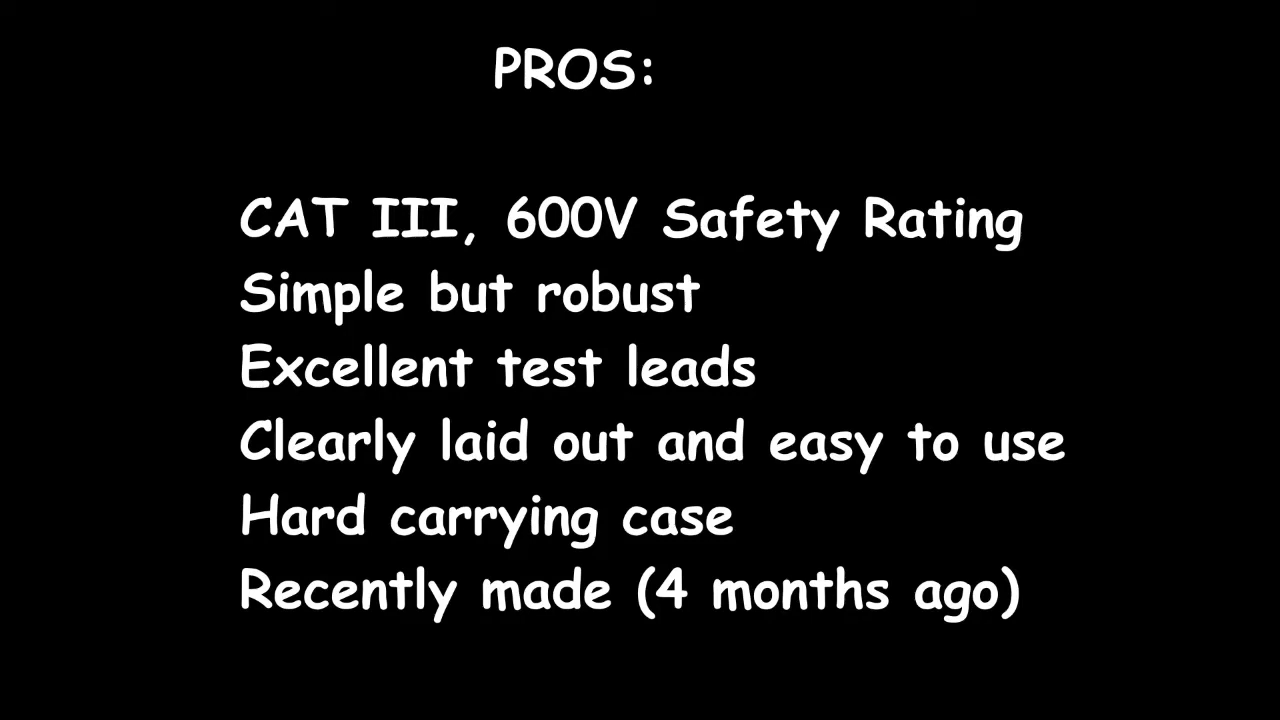 PROS:
CAT III, 600V Safety Rating
Simple but robust
Excellent test leads
Clearly laid out and easy to use
Hard carrying case
Recently made (4 months ago)